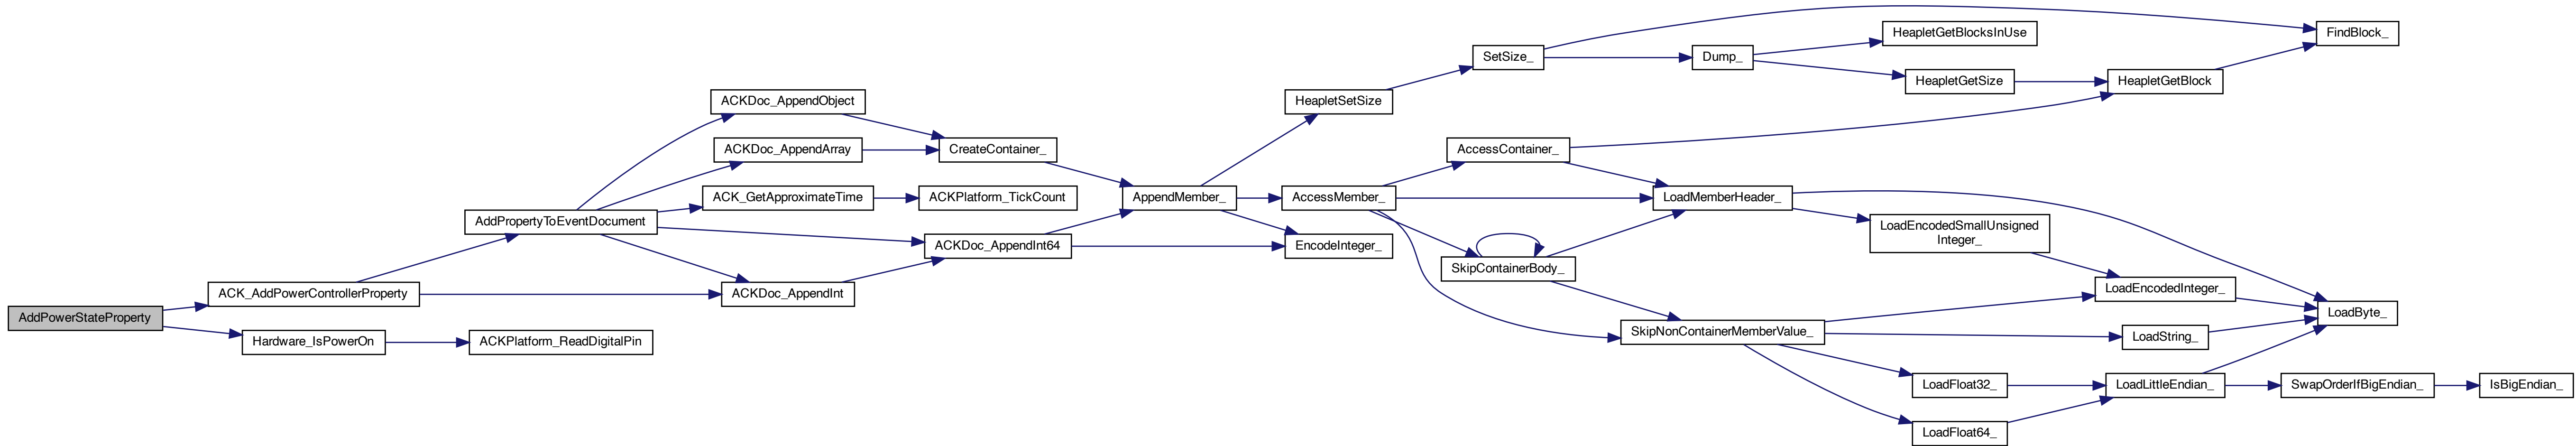 AddPowerStateProperty
ACK_AddPowerControllerProperty
Hardware_IsPowerOn
AddPropertyToEventDocument
ACKPlatform_ReadDigitalPin
ACKDoc_AppendObject
ACKDoc_AppendArray
ACK_GetApproximateTime
ACKDoc_AppendInt
CreateContainer_
ACKPlatform_TickCount
ACKDoc_AppendInt64
AppendMember_
HeapletSetSize
AccessMember_
EncodeInteger_
SetSize_
AccessContainer_
SkipContainerBody_
Dump_
LoadMemberHeader_
SkipNonContainerMemberValue_
HeapletGetBlocksInUse
HeapletGetSize
LoadEncodedSmallUnsigned
Integer_
LoadFloat32_
LoadFloat64_
HeapletGetBlock
LoadEncodedInteger_
LoadString_
LoadLittleEndian_
FindBlock_
LoadByte_
SwapOrderIfBigEndian_
IsBigEndian_